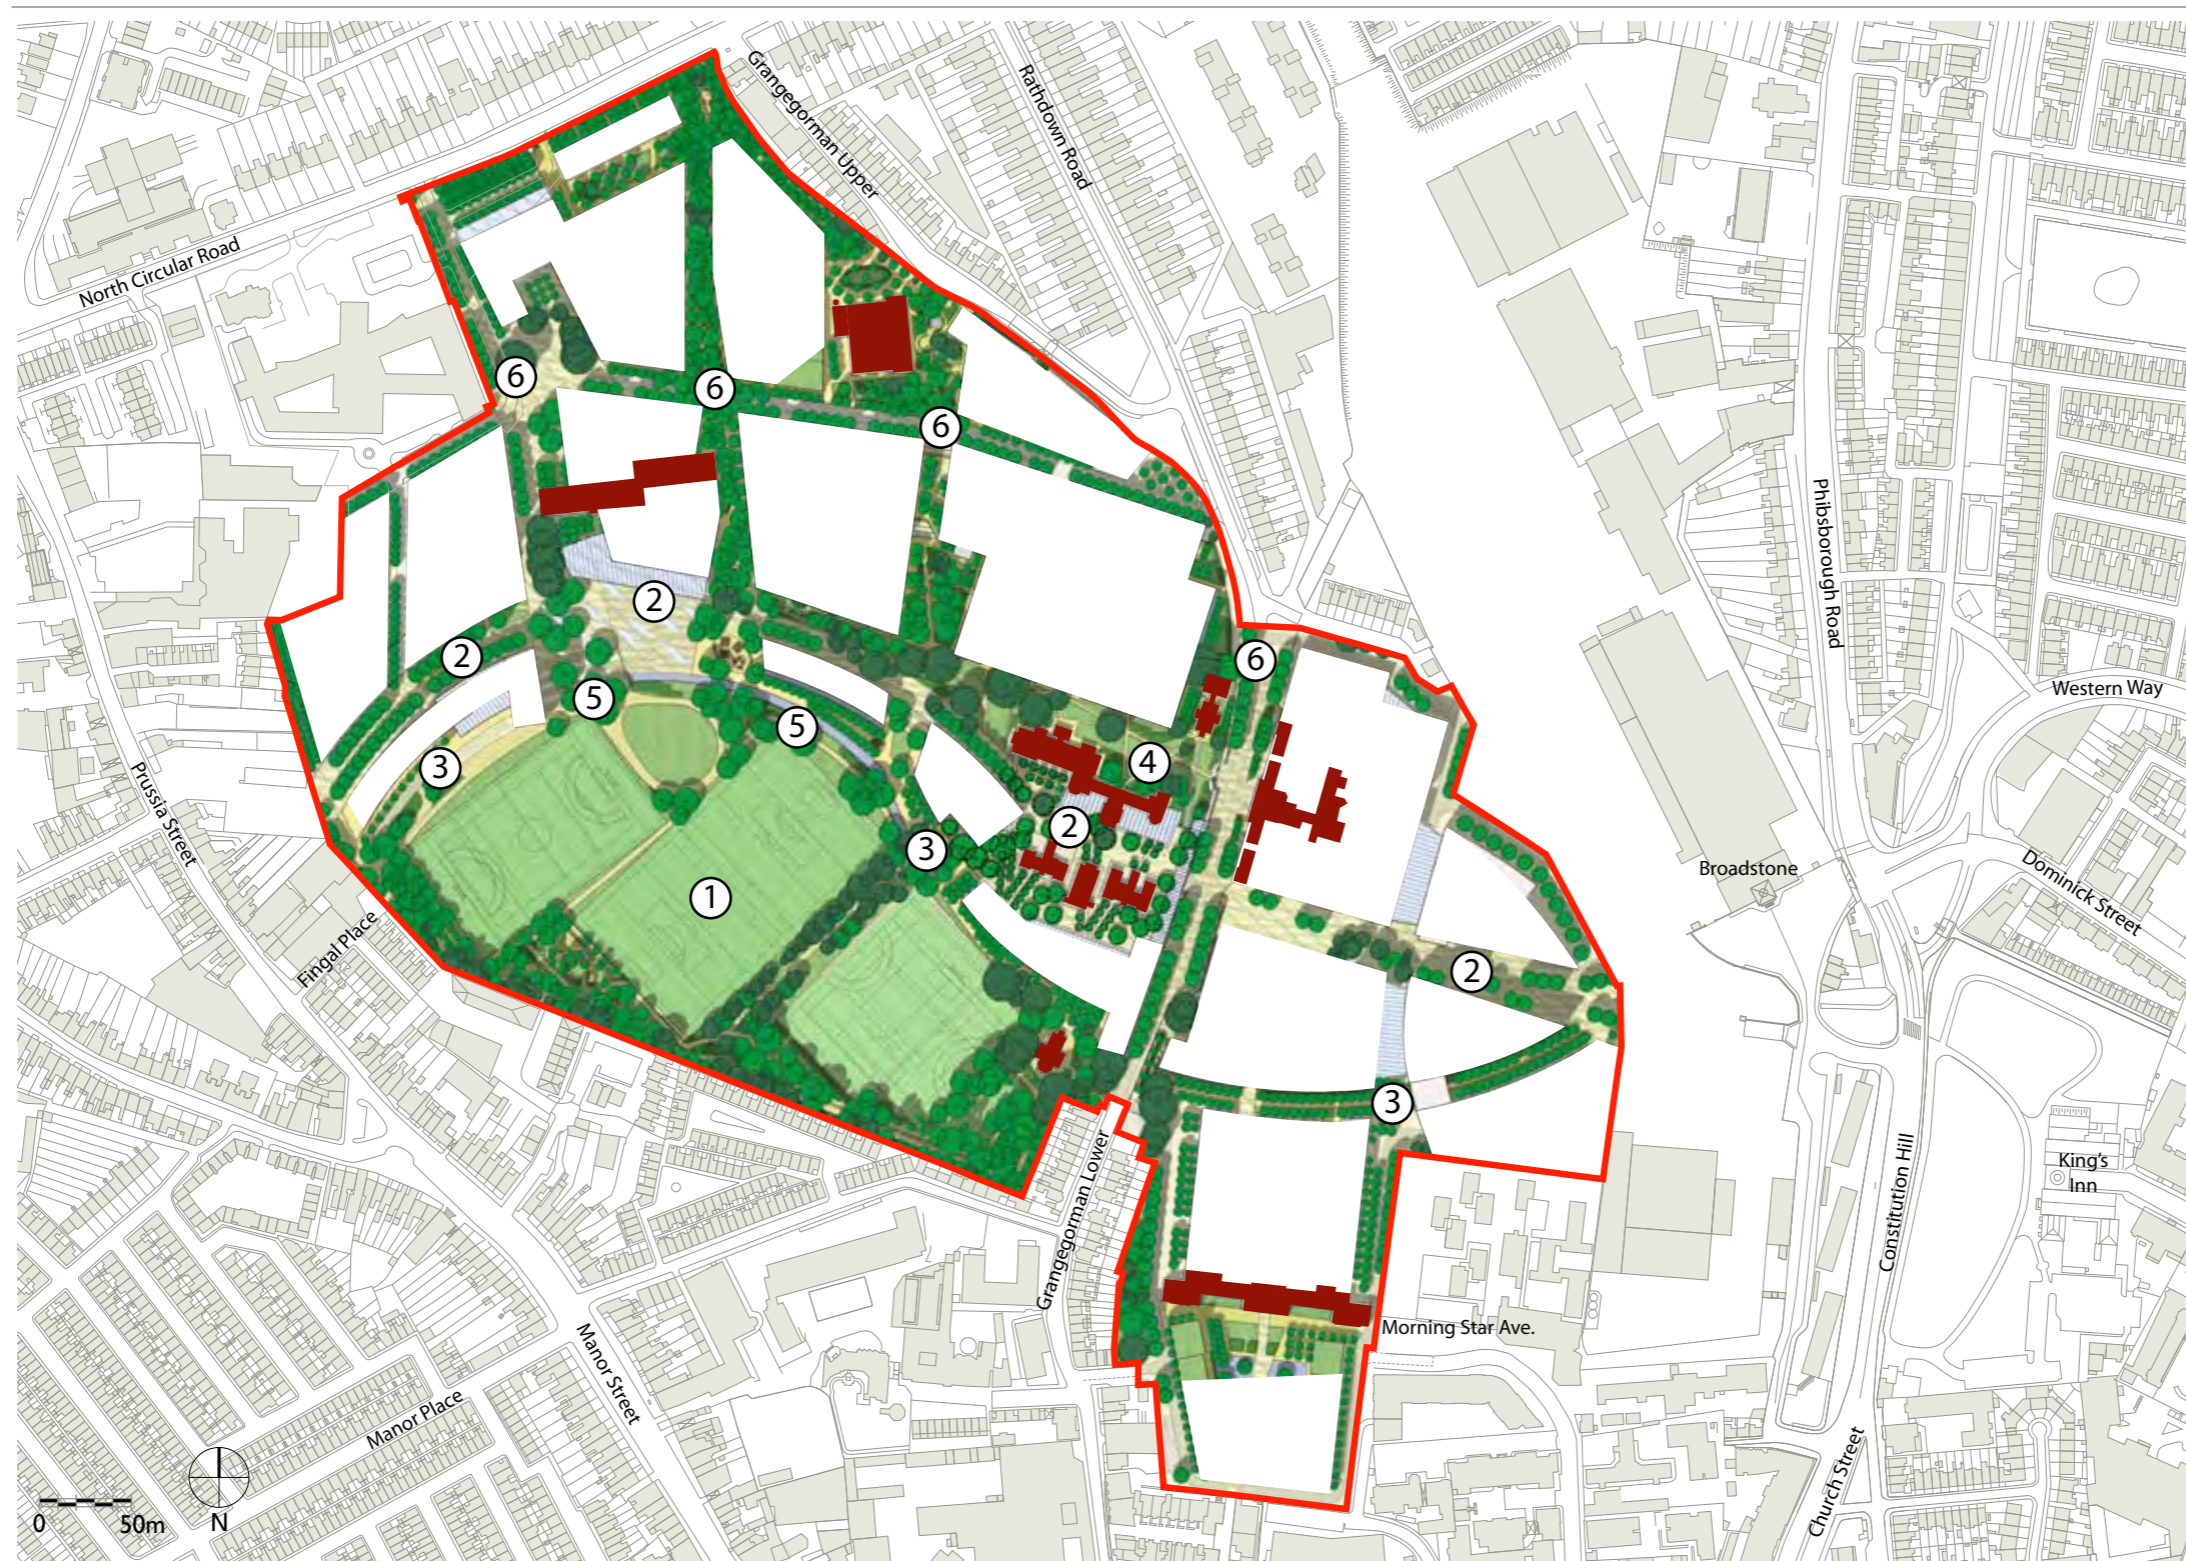 Grangegorman Upper
Rathdown Road
North Circular Road
6
6
6
Phibsborough Road
2
2
6
Western Way
5
5
4
3
Prussia Street
2
3
Broadstone
Dominick Street
1
Fingal Place
2
3
Grangegorman Lower
Constitution Hill
King's
Inn
Morning Star Ave.
Manor Street
Manor Place
Church Street
0
50m
N